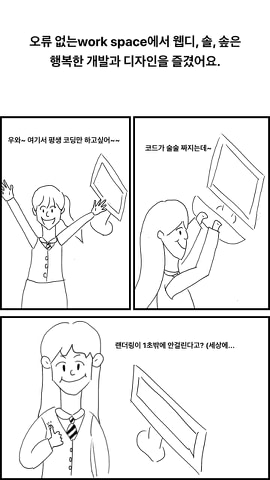 오류 없는work space에서 웹디, 솔, 솦은
행복한 개발과 디자인을 즐겼어요.
우와~ 여기서 평생 코딩만 하고싶어~~
코드가 술술 짜지는데~
렌더링이 1초밖에 안걸린다고? (세상에...